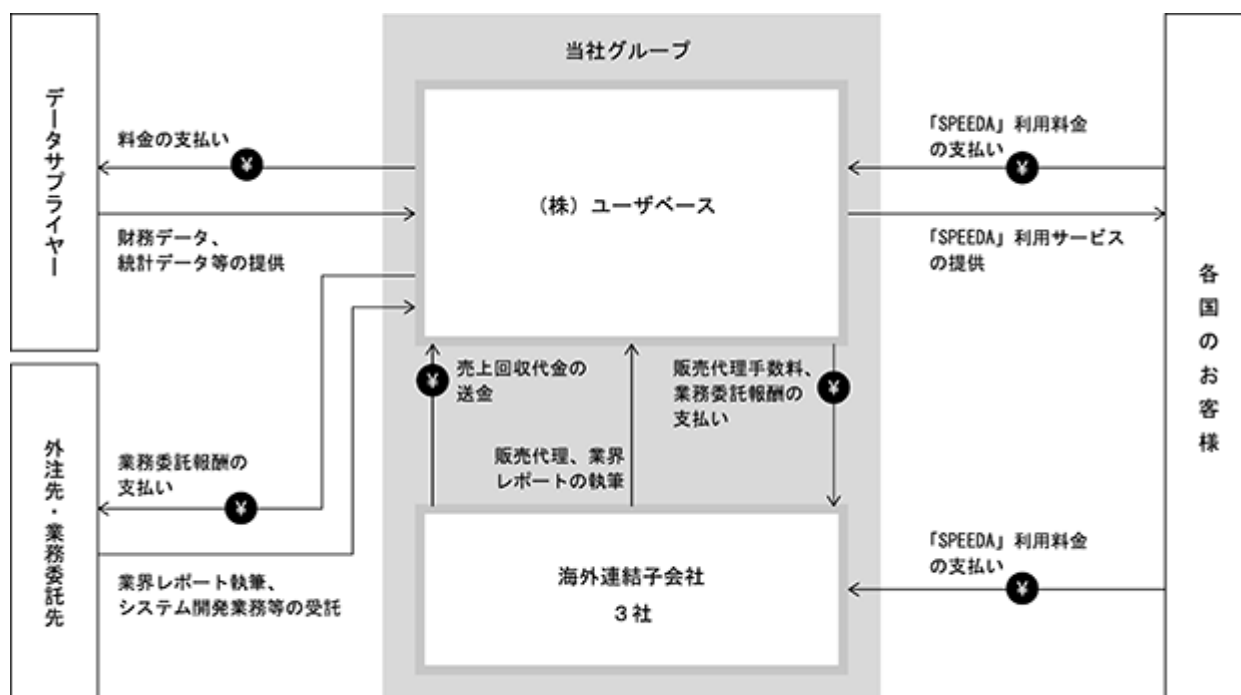 当社グループ
データサプライヤー
料金の支払い
¥
財務データ、
統計データ等の提供
(株)ユーザベース
「SPEEDA」利用料金
の支払い
¥
「SPEEDA」利用サービス
の提供
各国のお客様
¥
売上回収代金の
送金
販売代理手数料、
業務委託報酬の
支払い
¥
販売代理、業界
レポートの執筆
外注先・業務委託先
業務委託報酬の
支払い
¥
業界レポート執筆、
システム開発業務等の受託
海外連結子会社
3社
「SPEEDA」利用料金
の支払い
¥